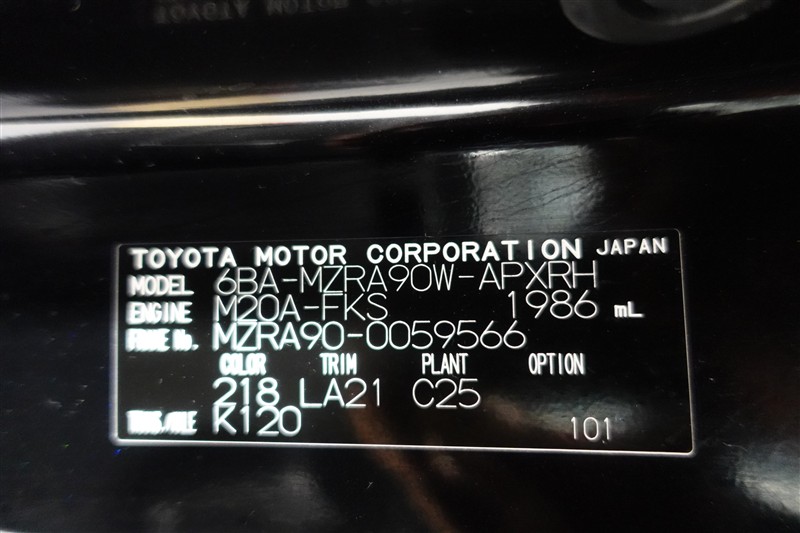 TOYOTA MOTOR CORPORATION JAPAN
MODEL 6BA-MZRA90W-APXRH
ENGINE M20A-FKS 1986 mL
FRAME No. MZRA90-0059566
COLOR TRIM PLANT OPTION
218 LA21 C25
TRANS./AXLE K120 101